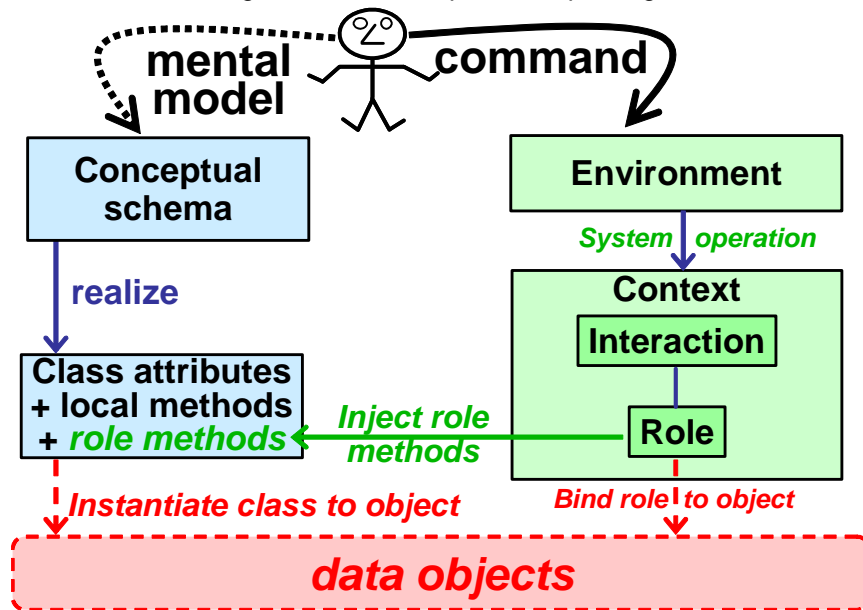 mental
model
command
Conceptual
schema
Environment
System operation
realize
Context
Interaction
Class attributes
+ local methods
+ role methods
Inject role
methods
Role
Instantiate class to object
Bind role to object
data objects